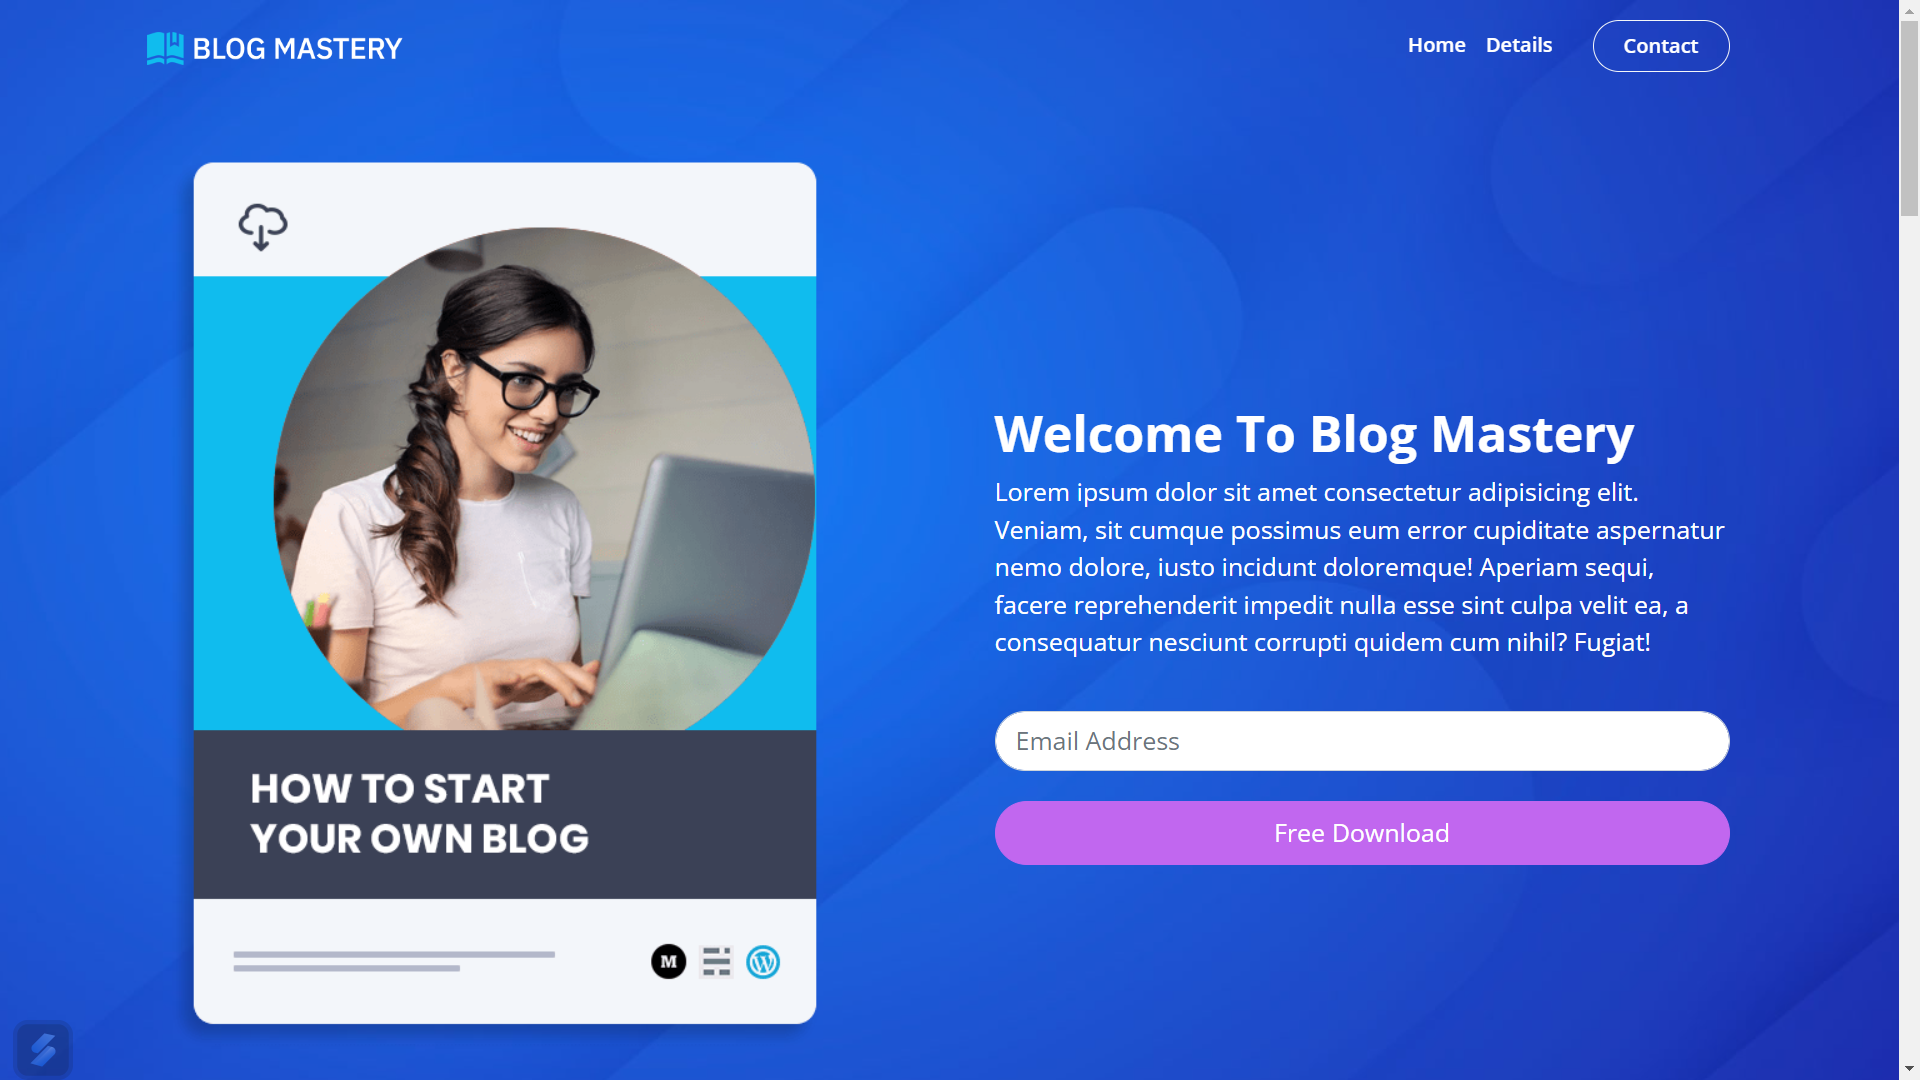 BLOG MASTERY
Home Details Contact
HOW TO START
YOUR OWN BLOG
M
W
Welcome To Blog Mastery
Lorem ipsum dolor sit amet consectetur adipisicing elit.
Veniam, sit cumque possimus eum error cupiditate aspernatur
nemo dolore, iusto incidunt doloremque! Aperiam sequi,
facere reprehenderit impedit nulla esse sint culpa velit ea, a
consequatur nesciunt corrupti quidem cum nihil? Fugiat!
Email Address
Free Download